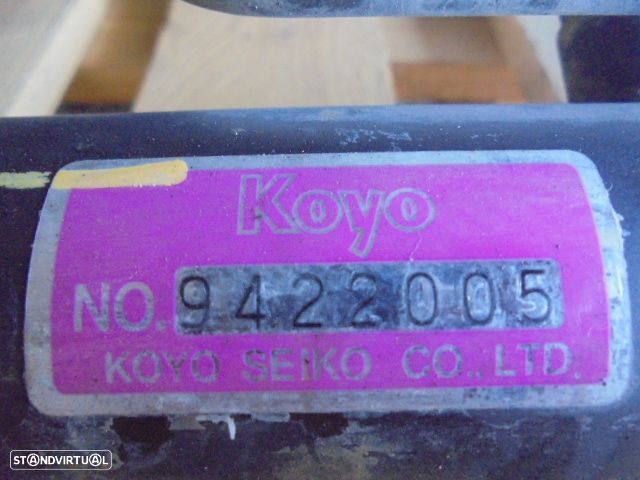 Koyo
NO. 9422005
KOYO SEIKO CO., LTD.
STANDVIRTUAL